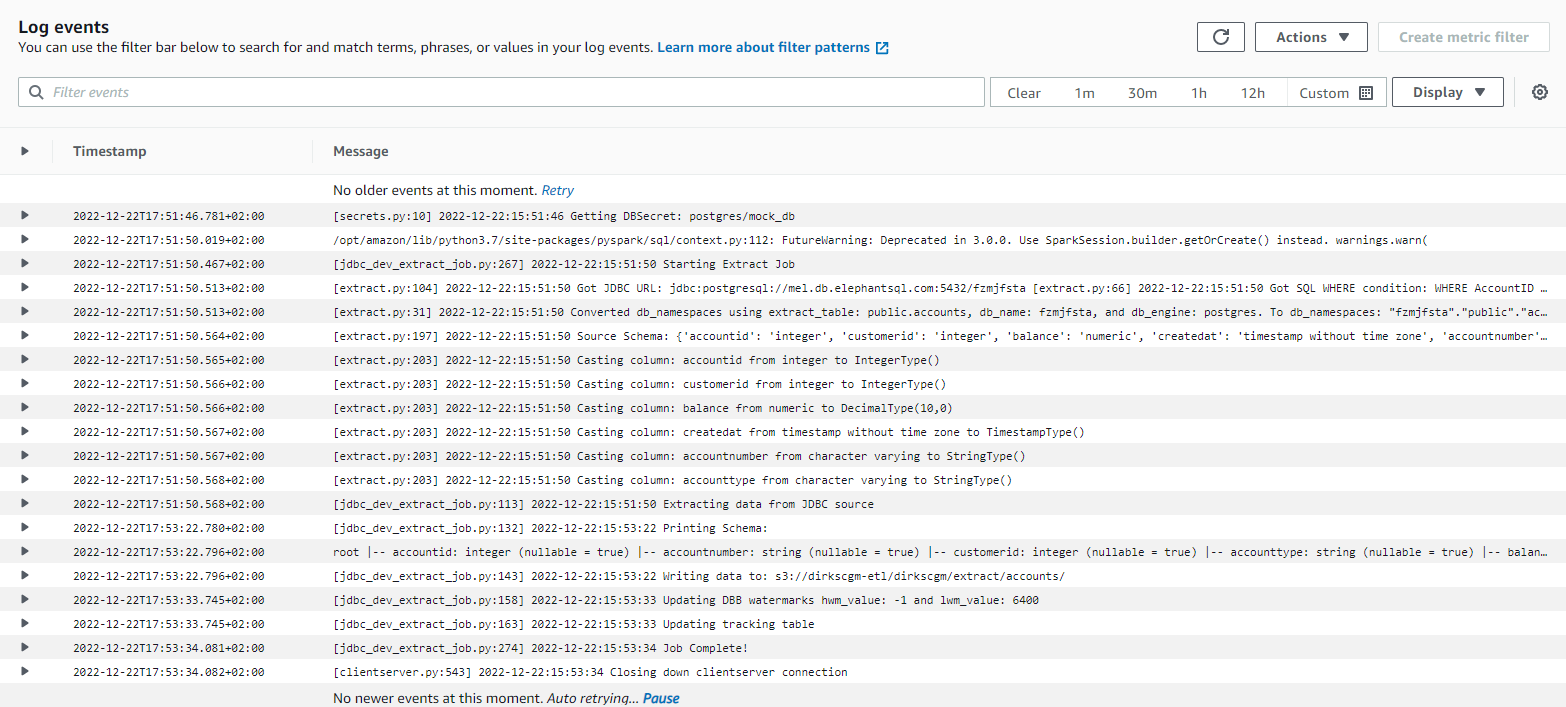 Log events
You can use the filter bar below to search for and match terms, phrases, or values in your log events. Learn more about filter patterns
Actions
Create metric filter
Filter events
Clear 1m 30m 1h 12h Custom
Display
Timestamp Message
No older events at this moment. Retry
2022-12-22T17:51:46.781+02:00 [secrets.py:10] 2022-12-22:15:51:46 Getting DBSecret: postgres/mock_db
2022-12-22T17:51:50.019+02:00 /opt/amazon/lib/python3.7/site-packages/pyspark/sql/context.py:112: FutureWarning: Deprecated in 3.0.0. Use SparkSession.builder.getOrCreate() instead. warnings.warn(
2022-12-22T17:51:50.467+02:00 [jdbc_dev_extract_job.py:267] 2022-12-22:15:51:50 Starting Extract Job
2022-12-22T17:51:50.513+02:00 [extract.py:104] 2022-12-22:15:51:50 Got JDBC URL: jdbc:postgresql://mel.db.elephantsql.com:5432/fzmjfsta [extract.py:66] 2022-12-22:15:51:50 Got SQL WHERE condition: WHERE AccountID …
2022-12-22T17:51:50.513+02:00 [extract.py:31] 2022-12-22:15:51:50 Converted db_namespaces using extract_table: public.accounts, db_name: fzmjfsta, and db_engine: postgres. To db_namespaces: "fzmjfsta"."public"."ac…
2022-12-22T17:51:50.564+02:00 [extract.py:197] 2022-12-22:15:51:50 Source Schema: {'accountid': 'integer', 'customerid': 'integer', 'balance': 'numeric', 'createdat': 'timestamp without time zone', 'accountnumber'…
2022-12-22T17:51:50.565+02:00 [extract.py:203] 2022-12-22:15:51:50 Casting column: accountid from integer to IntegerType()
2022-12-22T17:51:50.566+02:00 [extract.py:203] 2022-12-22:15:51:50 Casting column: customerid from integer to IntegerType()
2022-12-22T17:51:50.566+02:00 [extract.py:203] 2022-12-22:15:51:50 Casting column: balance from numeric to DecimalType(10,0)
2022-12-22T17:51:50.567+02:00 [extract.py:203] 2022-12-22:15:51:50 Casting column: createdat from timestamp without time zone to TimestampType()
2022-12-22T17:51:50.567+02:00 [extract.py:203] 2022-12-22:15:51:50 Casting column: accountnumber from character varying to StringType()
2022-12-22T17:51:50.568+02:00 [extract.py:203] 2022-12-22:15:51:50 Casting column: accounttype from character varying to StringType()
2022-12-22T17:51:50.568+02:00 [jdbc_dev_extract_job.py:113] 2022-12-22:15:51:50 Extracting data from JDBC source
2022-12-22T17:53:22.780+02:00 [jdbc_dev_extract_job.py:132] 2022-12-22:15:53:22 Printing Schema:
2022-12-22T17:53:22.796+02:00 root |-- accountid: integer (nullable = true) |-- accountnumber: string (nullable = true) |-- customerid: integer (nullable = true) |-- accounttype: string (nullable = true) |-- balan…
2022-12-22T17:53:22.796+02:00 [jdbc_dev_extract_job.py:143] 2022-12-22:15:53:22 Writing data to: s3://dirkscgm-etl/dirkscgm/extract/accounts/
2022-12-22T17:53:33.745+02:00 [jdbc_dev_extract_job.py:158] 2022-12-22:15:53:33 Updating DBB watermarks hwm_value: -1 and lwm_value: 6400
2022-12-22T17:53:33.745+02:00 [jdbc_dev_extract_job.py:163] 2022-12-22:15:53:33 Updating tracking table
2022-12-22T17:53:34.081+02:00 [jdbc_dev_extract_job.py:274] 2022-12-22:15:53:34 Job Complete!
2022-12-22T17:53:34.082+02:00 [clientserver.py:543] 2022-12-22:15:53:34 Closing down clientserver connection
No newer events at this moment. Auto retrying... Pause